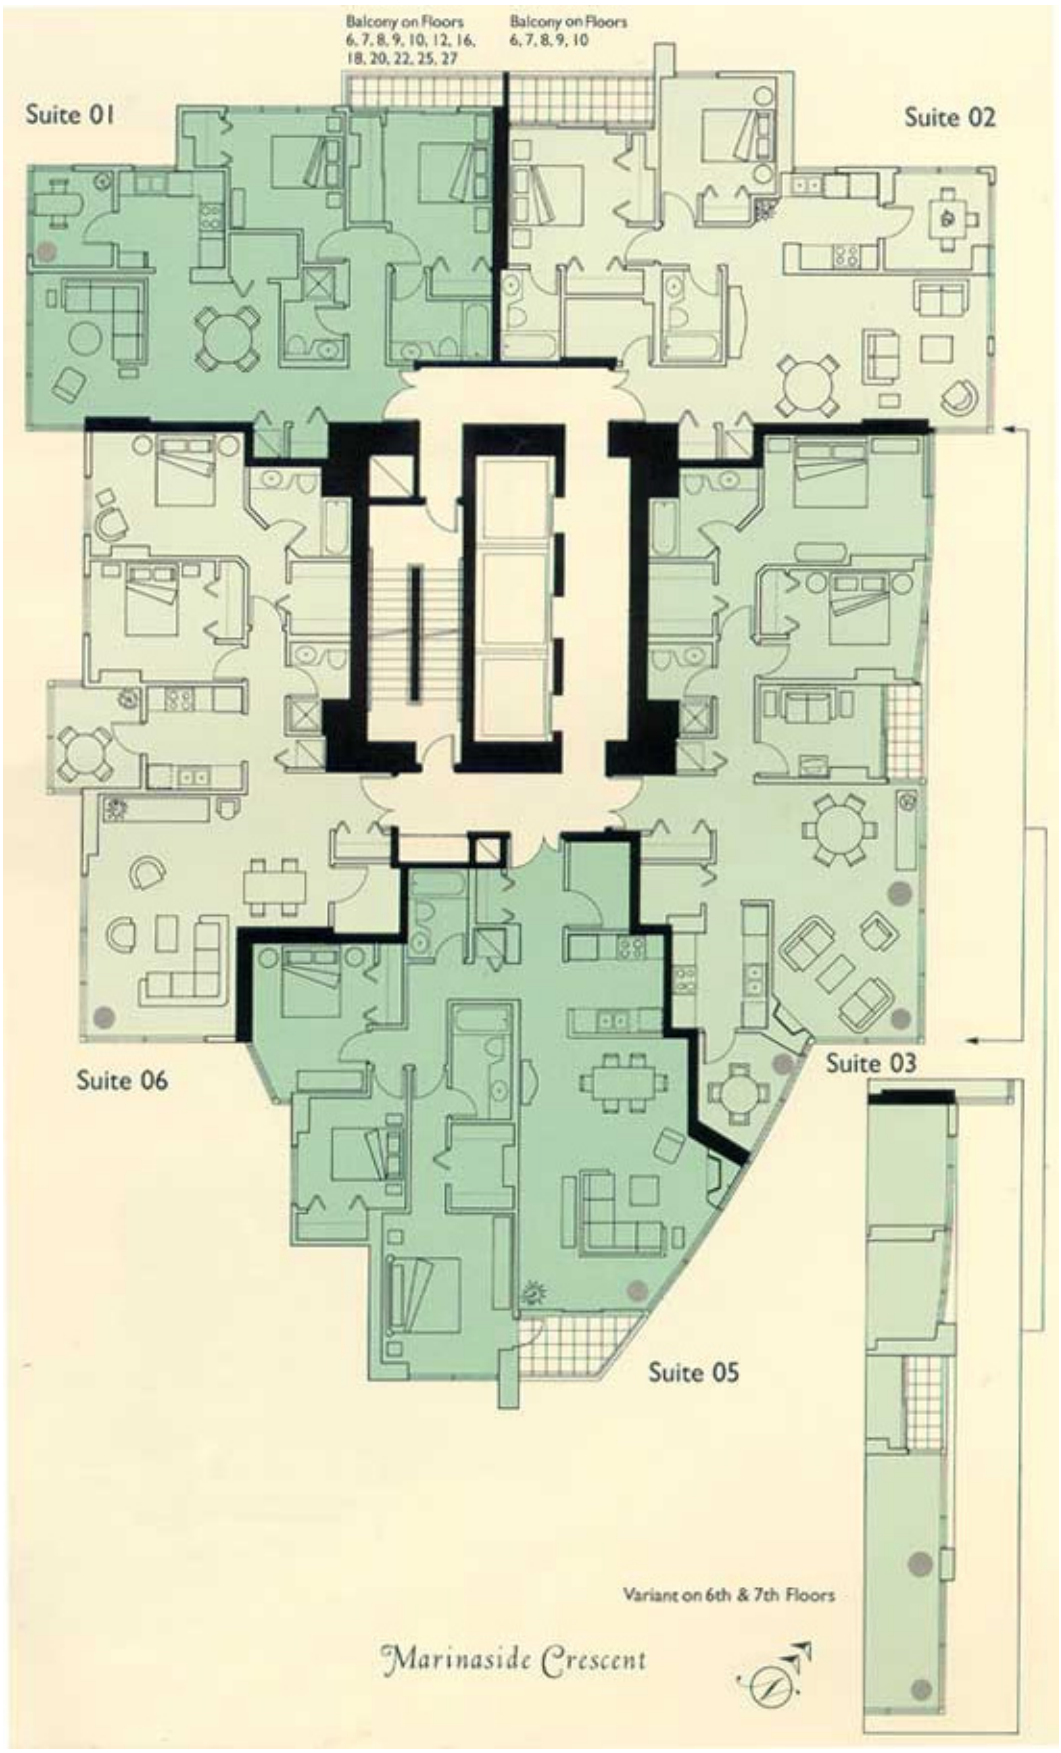 Balcony on Floors
6, 7, 8, 9, 10, 12, 16,
18, 20, 22, 25, 27
Balcony on Floors
6, 7, 8, 9, 10
Suite 01
Suite 02
Suite 03
Suite 06
Suite 05
Variant on 6th & 7th Floors
Marinaside Crescent